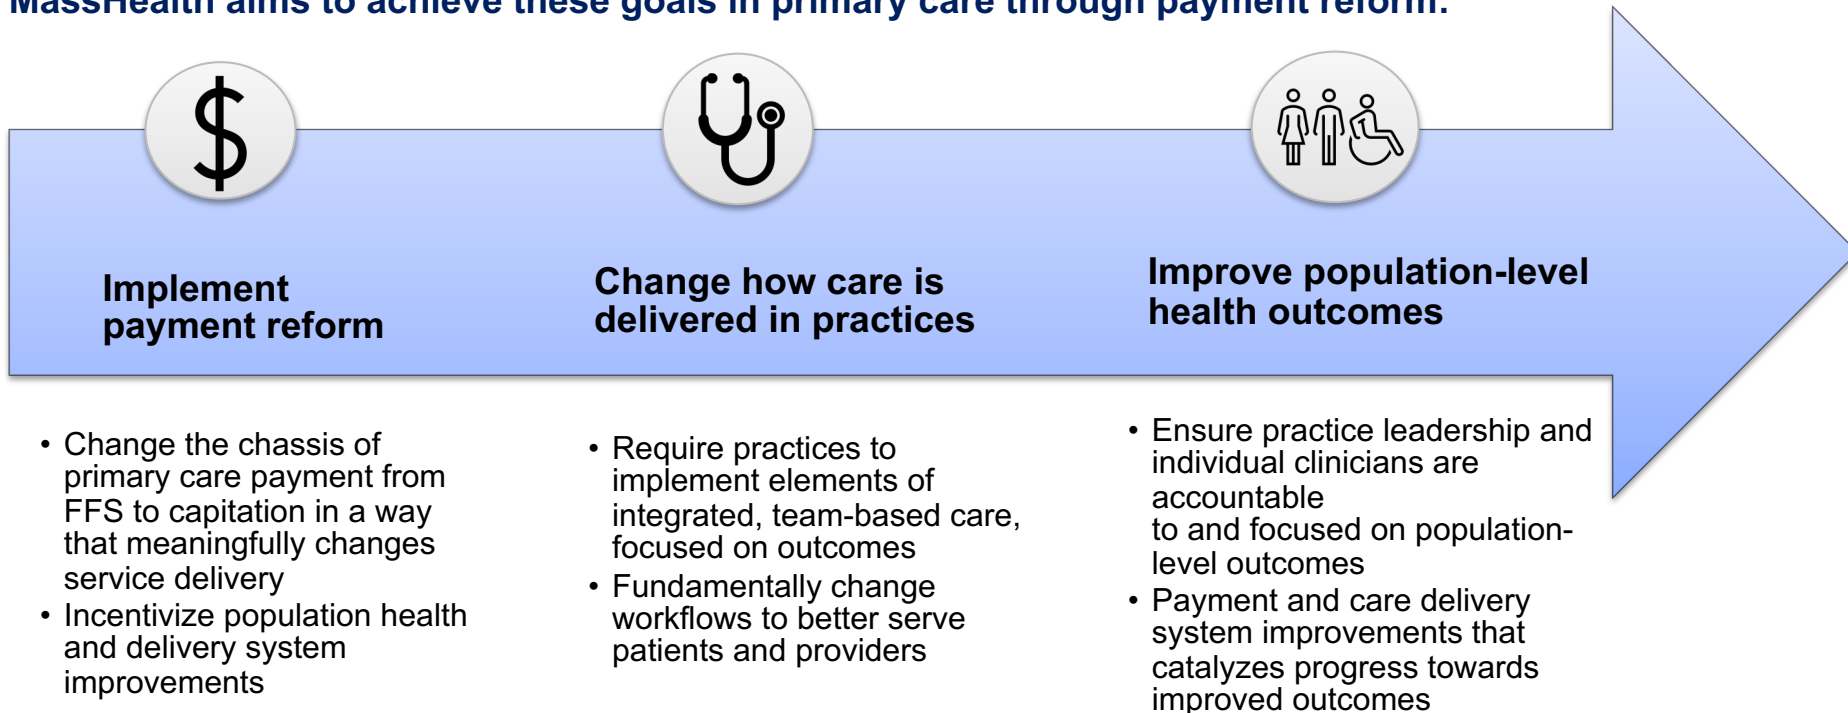 MassHealth aims to achieve these goals in primary care through payment reform:
$
Implement
payment reform
Change how care is
delivered in practices
Improve population-level
health outcomes
• Change the chassis of
primary care payment from
FFS to capitation in a way
that meaningfully changes
service delivery
• Incentivize population health
and delivery system
improvements
• Require practices to
implement elements of
integrated, team-based care,
focused on outcomes
• Fundamentally change
workflows to better serve
patients and providers
• Ensure practice leadership and
individual clinicians are
accountable
to and focused on population-
level outcomes
• Payment and care delivery
system improvements that
catalyzes progress towards
improved outcomes